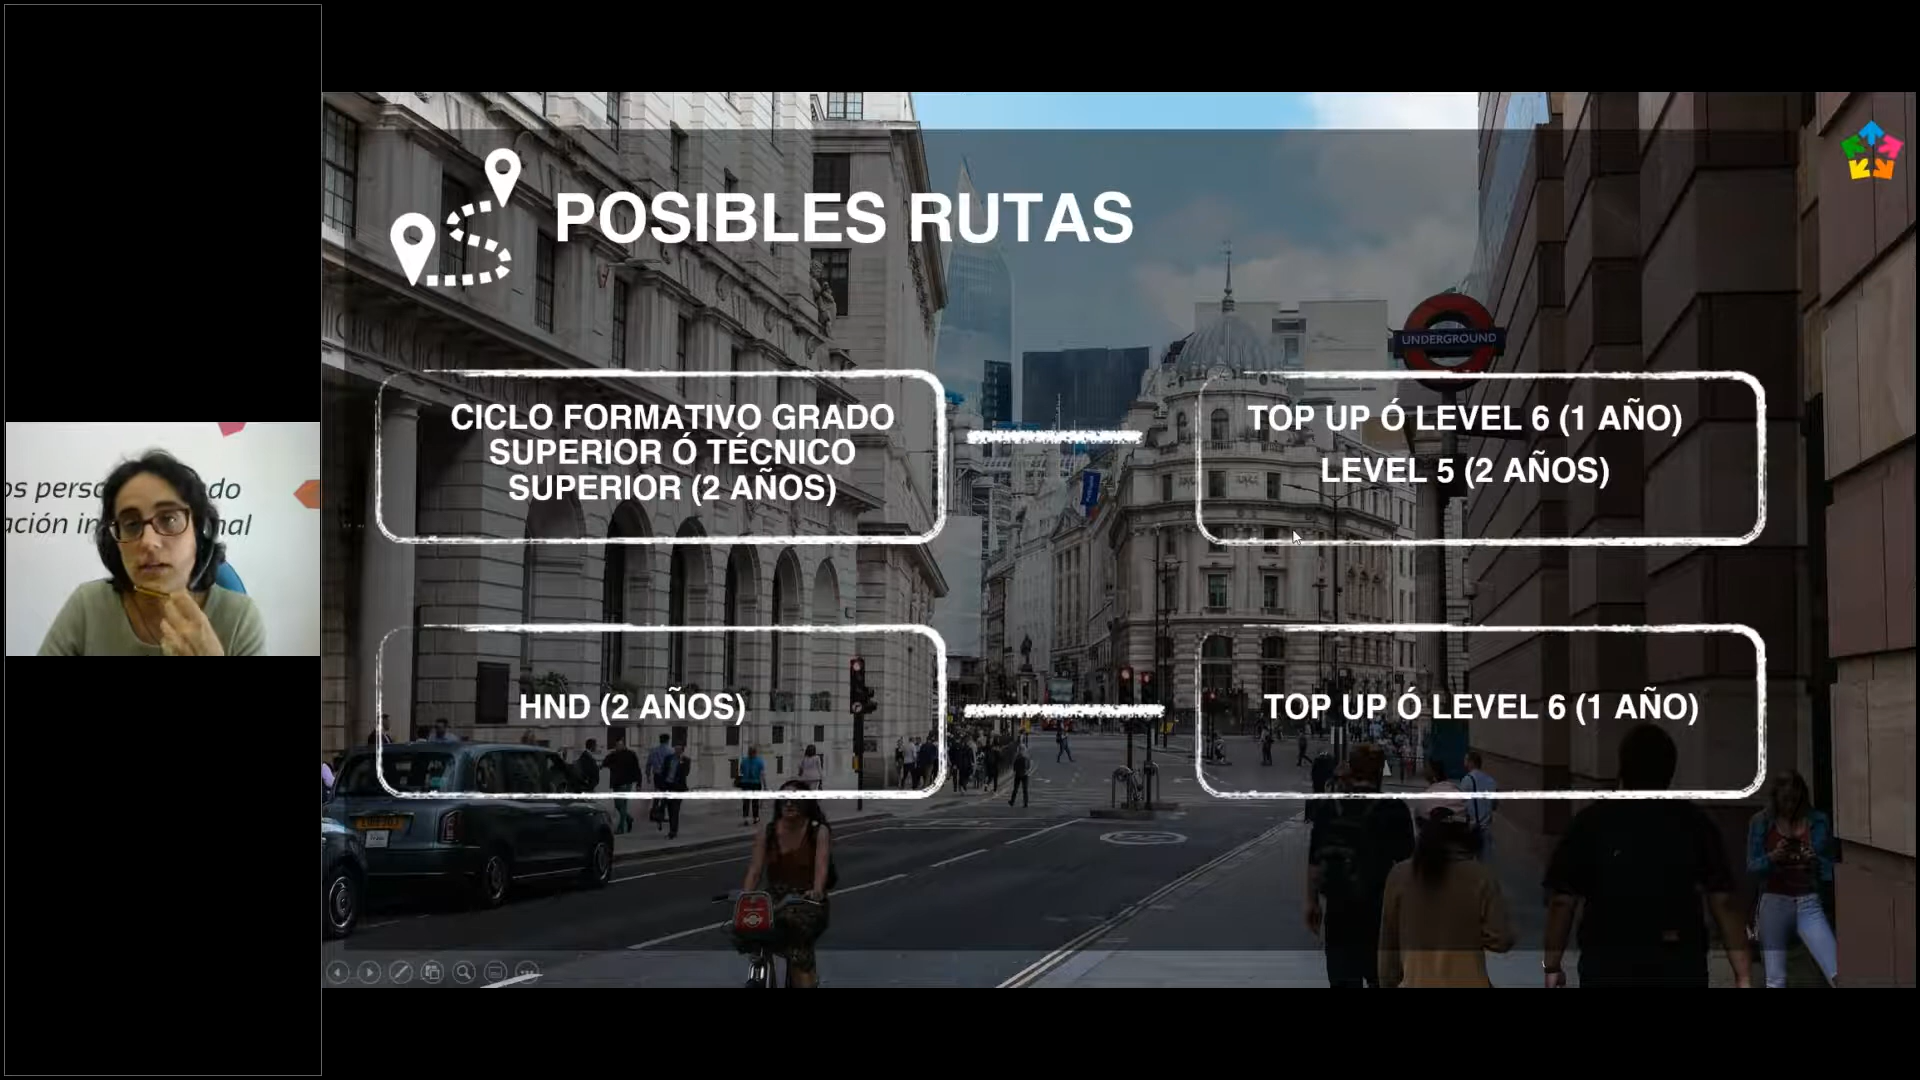 POSIBLES RUTAS
UNDERGROUND
CICLO FORMATIVO GRADO
SUPERIOR Ó TÉCNICO
SUPERIOR (2 AÑOS)
TOP UP Ó LEVEL 6 (1 AÑO)
LEVEL 5 (2 AÑOS)
HND (2 AÑOS)
TOP UP Ó LEVEL 6 (1 AÑO)